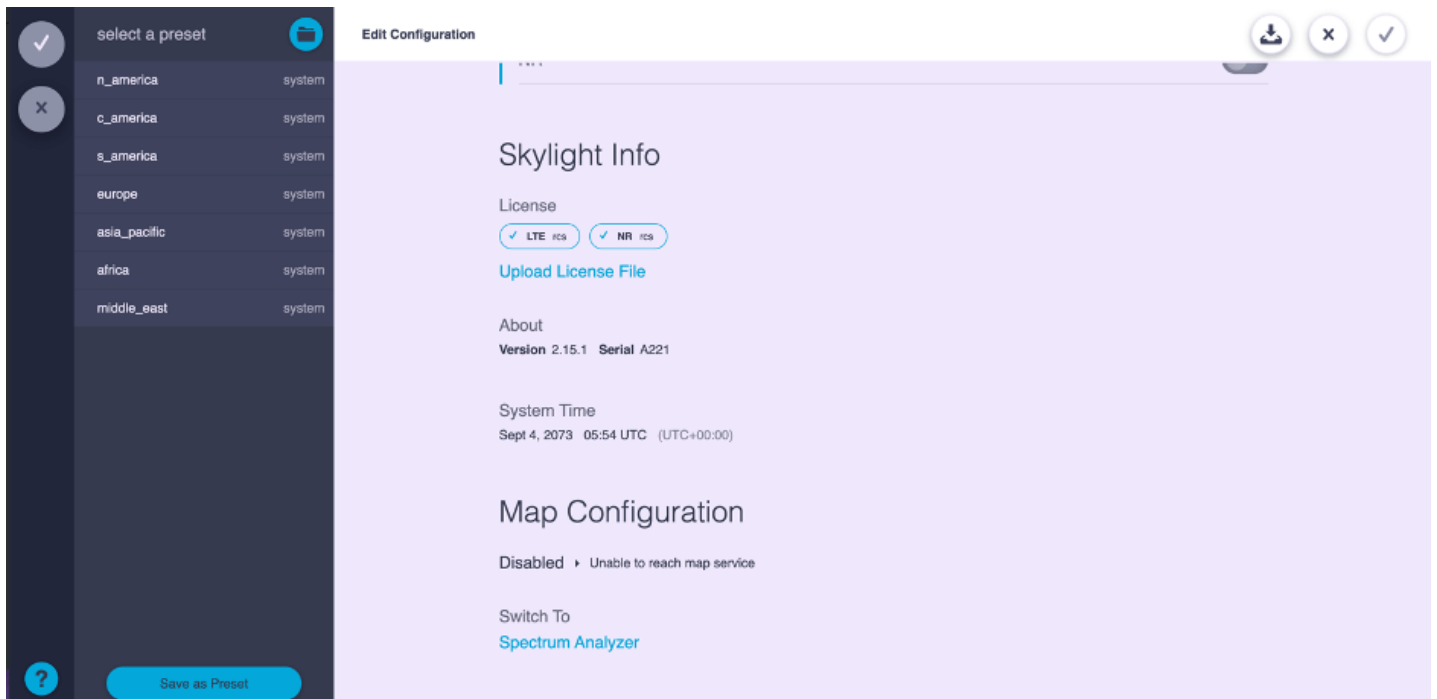 select a preset
n_america system
c_america system
s_america system
europe system
asia_pacific system
africa system
middle_east system
?
Save as Preset
Edit Configuration
Skylight Info
License
LTE rcs NR rcs
Upload License File
About
Version 2.15.1 Serial A221
System Time
Sept 4, 2073 05:54 UTC (UTC+00:00)
Map Configuration
Disabled Unable to reach map service
Switch To
Spectrum Analyzer